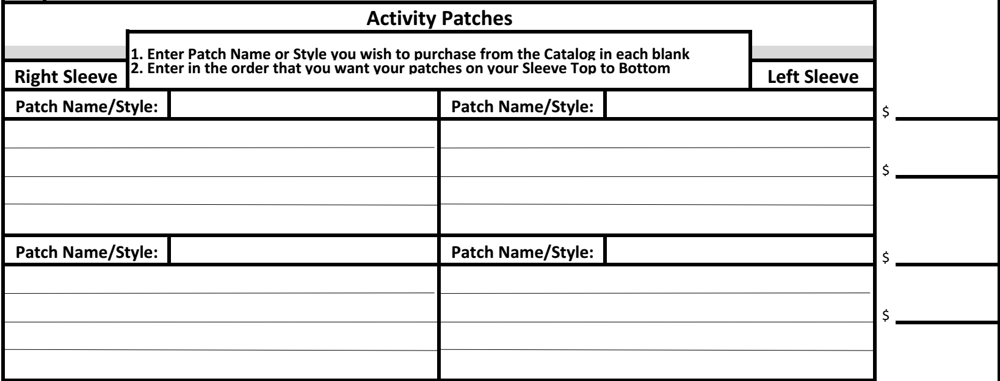 Activity Patches
1. Enter Patch Name or Style you wish to purchase from the Catalog in each blank
2. Enter in the order that you want your patches on your Sleeve Top to Bottom
Right Sleeve
Left Sleeve
Patch Name/Style:
Patch Name/Style:
$
$
Patch Name/Style:
Patch Name/Style:
$
$